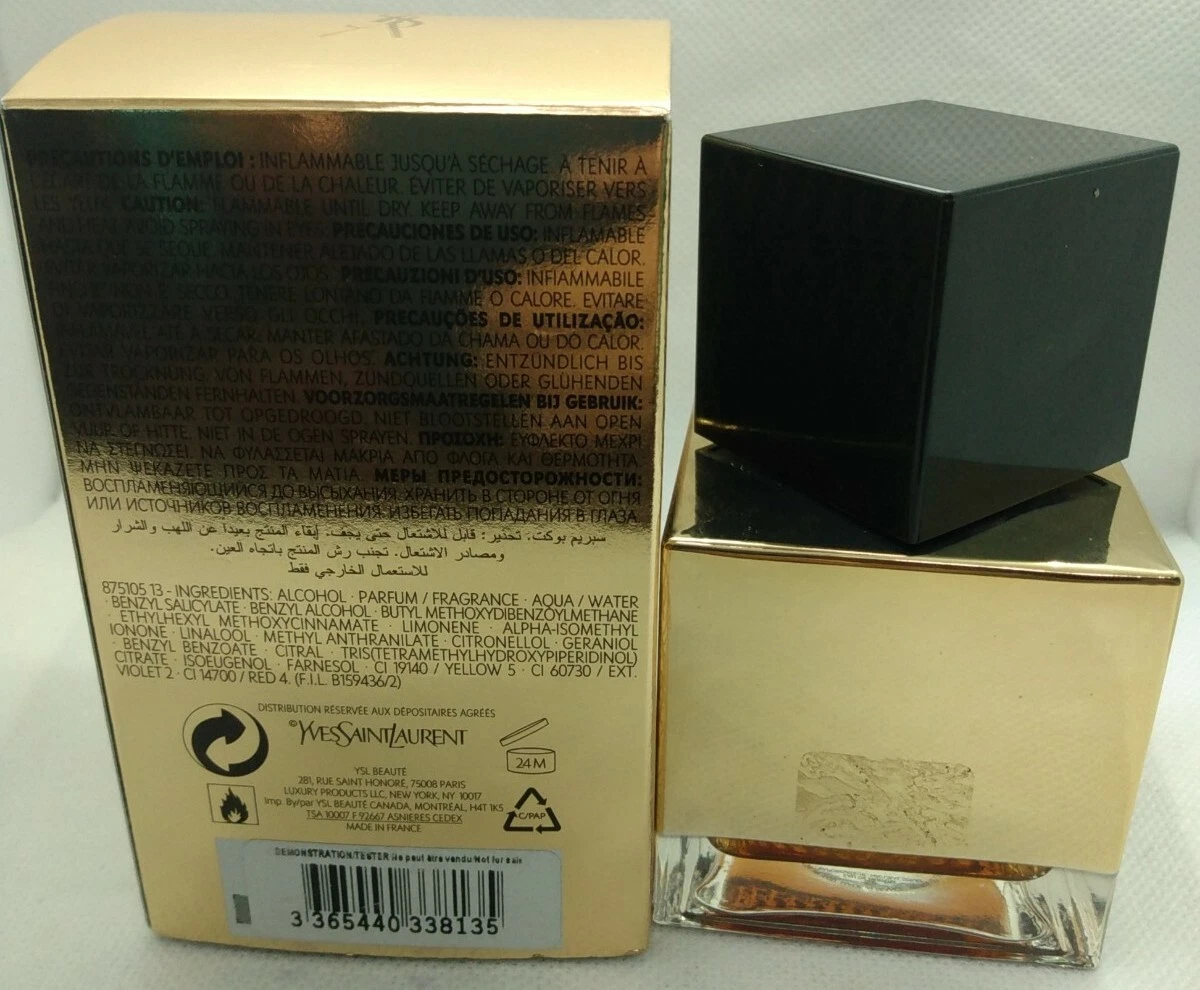 PRÉCAUTIONS D'EMPLOI : INFLAMMABLE JUSQU'À SÉCHAGE. À TENIR À
L'ÉCART DE LA FLAMME OU DE LA CHALEUR. ÉVITER DE VAPORISER VERS
LES YEUX. CAUTION: FLAMMABLE UNTIL DRY. KEEP AWAY FROM FLAMES
AND HEAT. AVOID SPRAYING IN EYES. PRECAUCIONES DE USO: INFLAMABLE
HASTA QUE SE SEQUE. MANTENER ALEJADO DE LAS LLAMAS O DEL CALOR.
EVITAR VAPORIZAR HACIA LOS OJOS. PRECAUZIONI D'USO: INFIAMMABILE
FINCHÉ NON È SECCO. TENERE LONTANO DA FIAMME O CALORE. EVITARE
DI VAPORIZZARE VERSO GLI OCCHI. PRECAUÇÕES DE UTILIZAÇÃO:
INFLAMÁVEL ATÉ A SECAR. MANTER AFASTADO DA CHAMA OU DO CALOR.
EVITAR VAPORIZAR PARA OS OLHOS. ACHTUNG: ENTZÜNDLICH BIS
ZUR TROCKNUNG. VON FLAMMEN, ZÜNDQUELLEN ODER GLÜHENDEN
GEGENSTÄNDEN FERNHALTEN. VOORZORGSMAATREGELEN BIJ GEBRUIK:
ONTVLAMBAAR TOT OPGEDROOGD. NIET BLOOTSTELLEN AAN OPEN
VUUR OF HITTE. NIET IN DE OGEN SPRAYEN. ΠΡΟΣΟΧΗ: ΕΥΦΛΕΚΤΟ ΜΕΧΡΙ
ΝΑ ΣΤΕΓΝΩΣΕΙ. ΝΑ ΦΥΛΑΣΣΕΤΑΙ ΜΑΚΡΙΑ ΑΠΟ ΦΛΟΓΑ ΚΑΙ ΘΕΡΜΟΤΗΤΑ.
ΜΗΝ ΨΕΚΑΖΕΤΕ ΠΡΟΣ ΤΑ ΜΑΤΙΑ. МЕРЫ ПРЕДОСТОРОЖНОСТИ:
ВОСПЛАМЕНЯЮЩИЙСЯ ДО ВЫСЫХАНИЯ. ХРАНИТЬ В СТОРОНЕ ОТ ОГНЯ
ИЛИ ИСТОЧНИКОВ ВОСПЛАМЕНЕНИЯ. ИЗБЕГАТЬ ПОПАДАНИЯ В ГЛАЗА.
سبريم بوكت. تحذير: قابل للاشتعال حتى يجف. إبقاء المنتج بعيدا عن اللهب والشرار
ومصادر الاشتعال. تجنب رش المنتج باتجاه العين.
للاستعمال الخارجي فقط
875105 13 - INGREDIENTS: ALCOHOL · PARFUM / FRAGRANCE · AQUA / WATER
· BENZYL SALICYLATE · BENZYL ALCOHOL · BUTYL METHOXYDIBENZOYLMETHANE
· ETHYLHEXYL METHOXYCINNAMATE · LIMONENE · ALPHA-ISOMETHYL
IONONE · LINALOOL · METHYL ANTHRANILATE · CITRONELLOL · GERANIOL
· BENZYL BENZOATE · CITRAL · TRIS(TETRAMETHYLHYDROXYPIPERIDINOL)
CITRATE · ISOEUGENOL · FARNESOL · CI 19140 / YELLOW 5 · CI 60730 / EXT.
VIOLET 2 · CI 14700 / RED 4. (F.I.L. B159436/2)
DISTRIBUTION RÉSERVÉE AUX DÉPOSITAIRES AGRÉÉS
©YVESSAINTLAURENT
24 M
YSL BEAUTÉ
281, RUE SAINT HONORÉ, 75008 PARIS
LUXURY PRODUCTS LLC, NEW YORK, NY 10017
Imp. By/par YSL BEAUTÉ CANADA, MONTRÉAL, H4T 1K5
TSA 10007 F 92667 ASNIERES CEDEX
MADE IN FRANCE
C/PAP
DEMONSTRATION/TESTER Ne peut être vendu/Not for sale
3 365440 338135